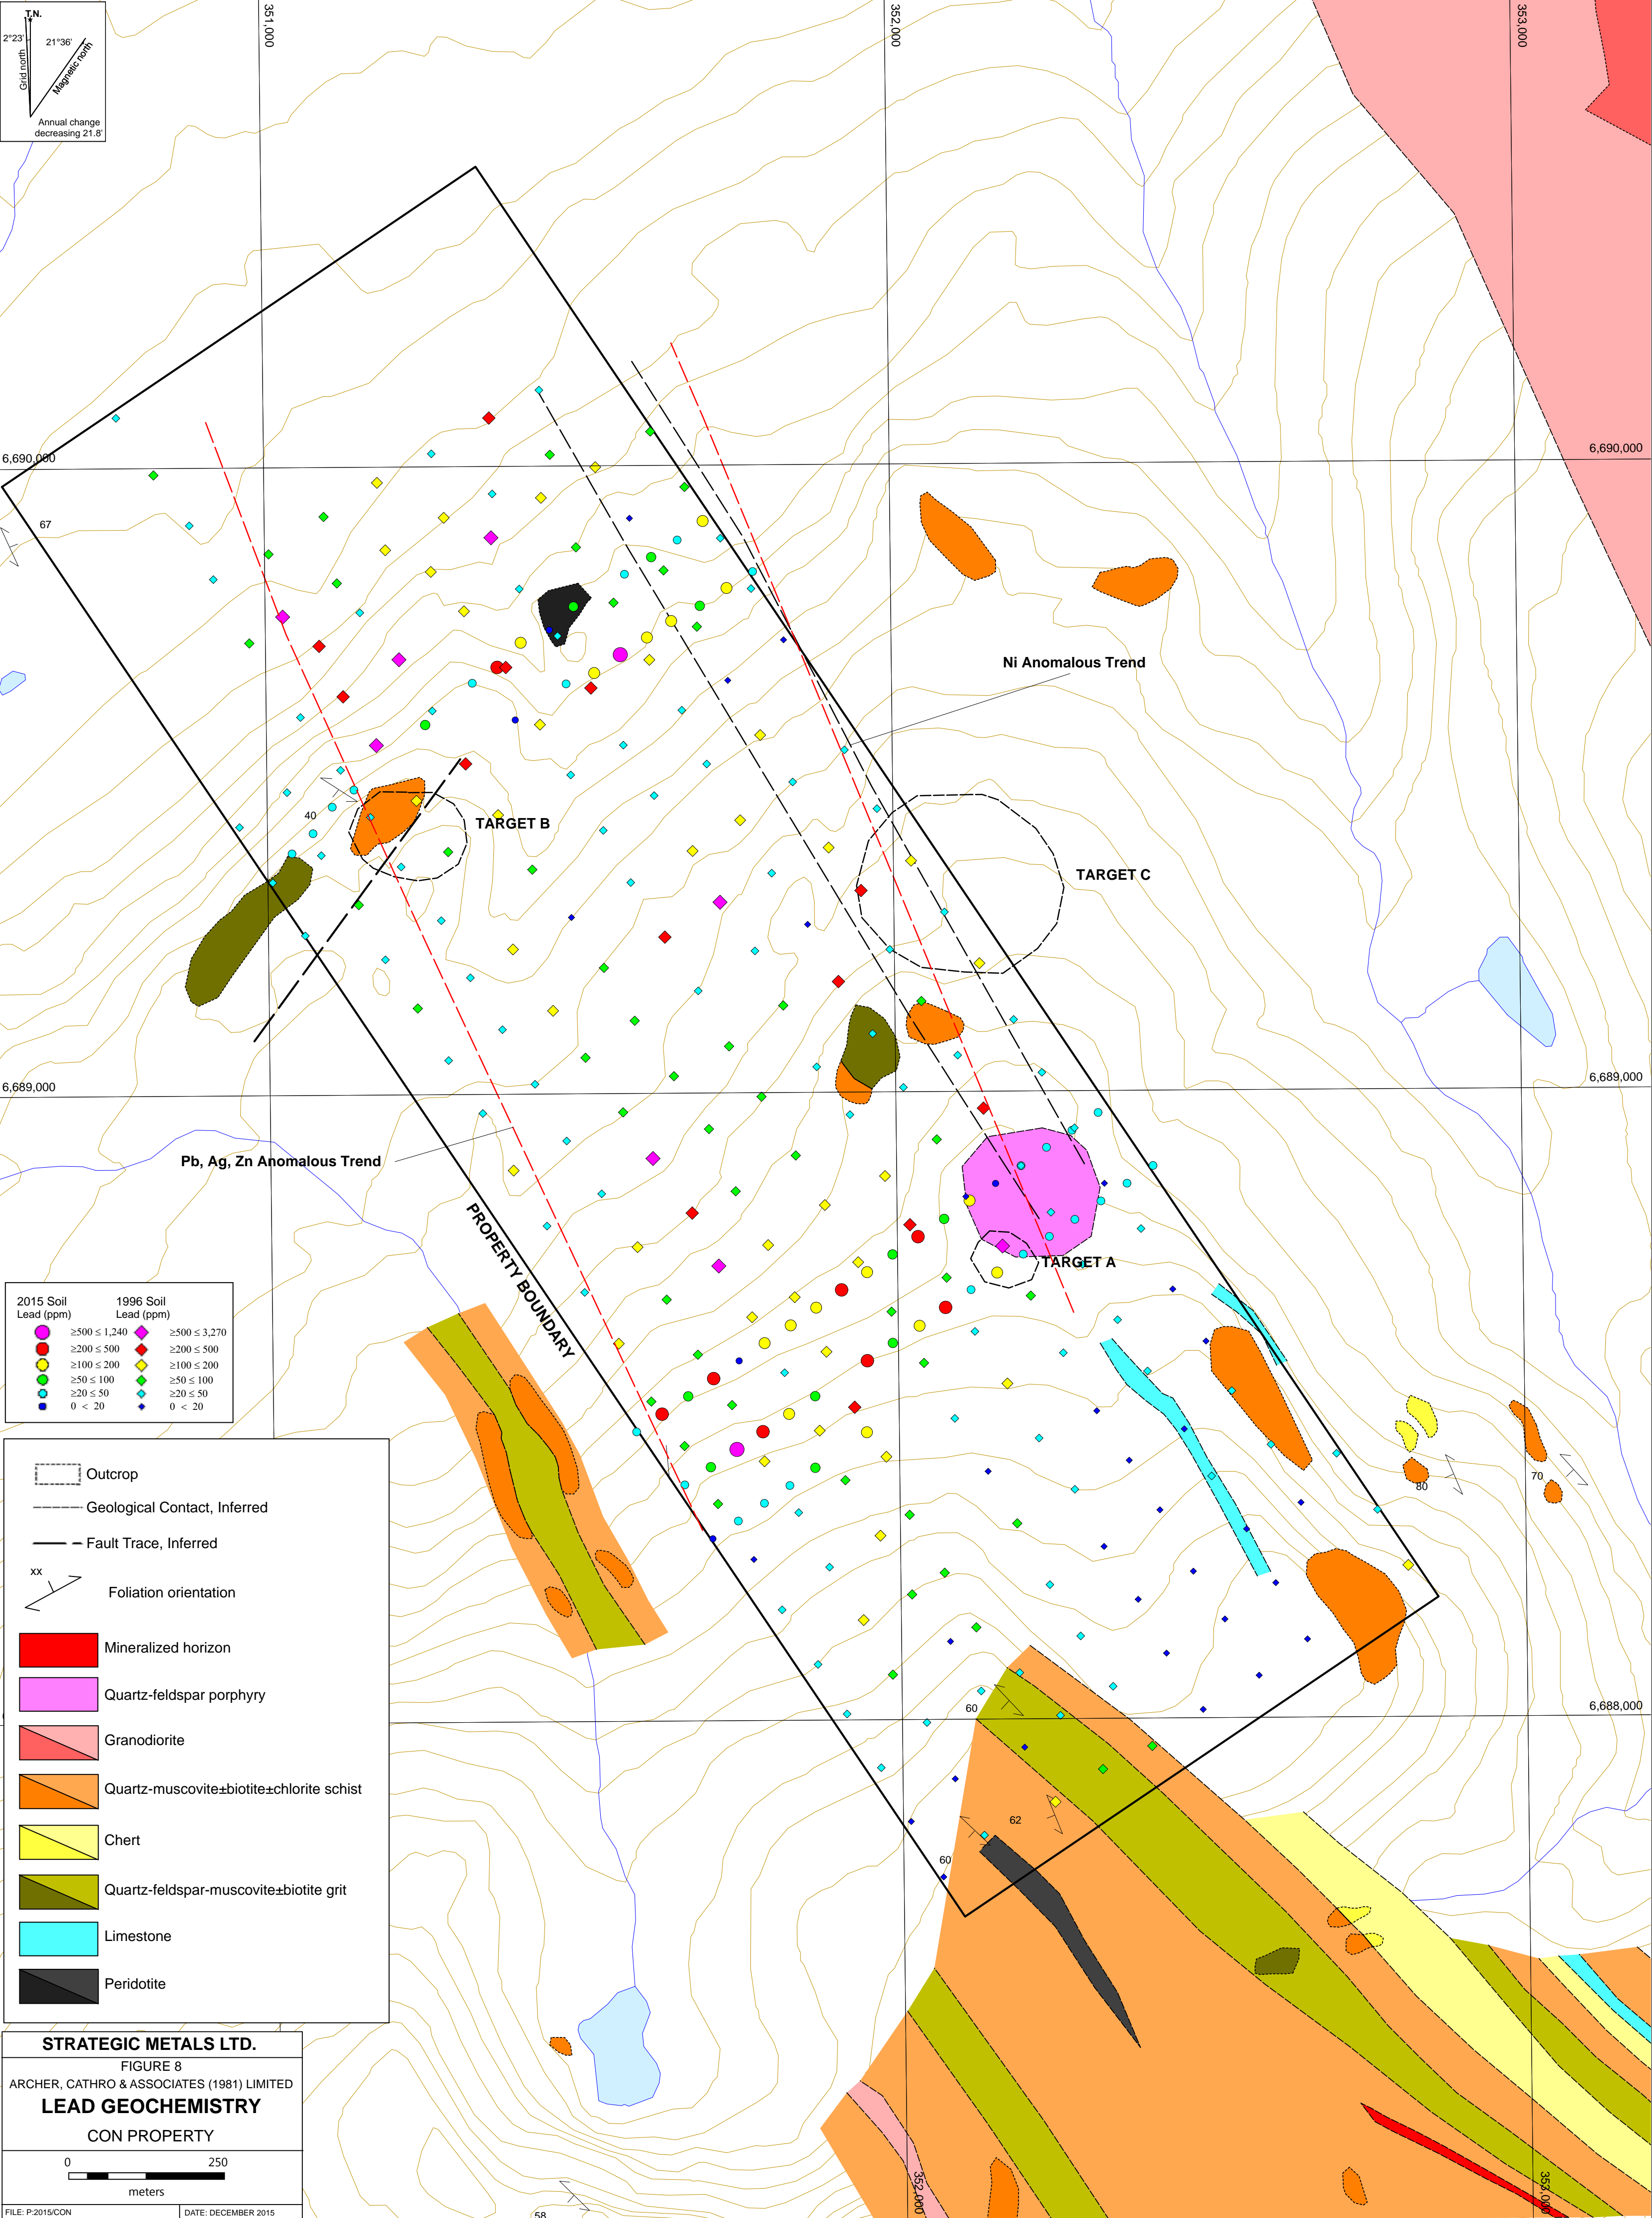 T.N.
2°23'
21°36'
Grid north
Magnetic north
Annual change
decreasing 21.8'
351,000
352,000
353,000
6,690,000
6,690,000
67
Ni Anomalous Trend
40
TARGET B
TARGET C
6,689,000
6,689,000
Pb, Ag, Zn Anomalous Trend
PROPERTY BOUNDARY
TARGET A
2015 Soil 1996 Soil
Lead (ppm) Lead (ppm)
≥500 ≤ 1,240 ≥500 ≤ 3,270
≥200 ≤ 500 ≥200 ≤ 500
≥100 ≤ 200 ≥100 ≤ 200
≥50 ≤ 100 ≥50 ≤ 100
≥20 ≤ 50 ≥20 ≤ 50
0 < 20 0 < 20
80
70
Outcrop
Geological Contact, Inferred
Fault Trace, Inferred
xx
Foliation orientation
Mineralized horizon
Quartz-feldspar porphyry
Granodiorite
Quartz-muscovite±biotite±chlorite schist
Chert
Quartz-feldspar-muscovite±biotite grit
Limestone
Peridotite
60
6,688,000
62
60
STRATEGIC METALS LTD.
FIGURE 8
ARCHER, CATHRO & ASSOCIATES (1981) LIMITED
LEAD GEOCHEMISTRY
CON PROPERTY
0 250
meters
FILE: P:2015/CON DATE: DECEMBER 2015
58
352,000
353,000